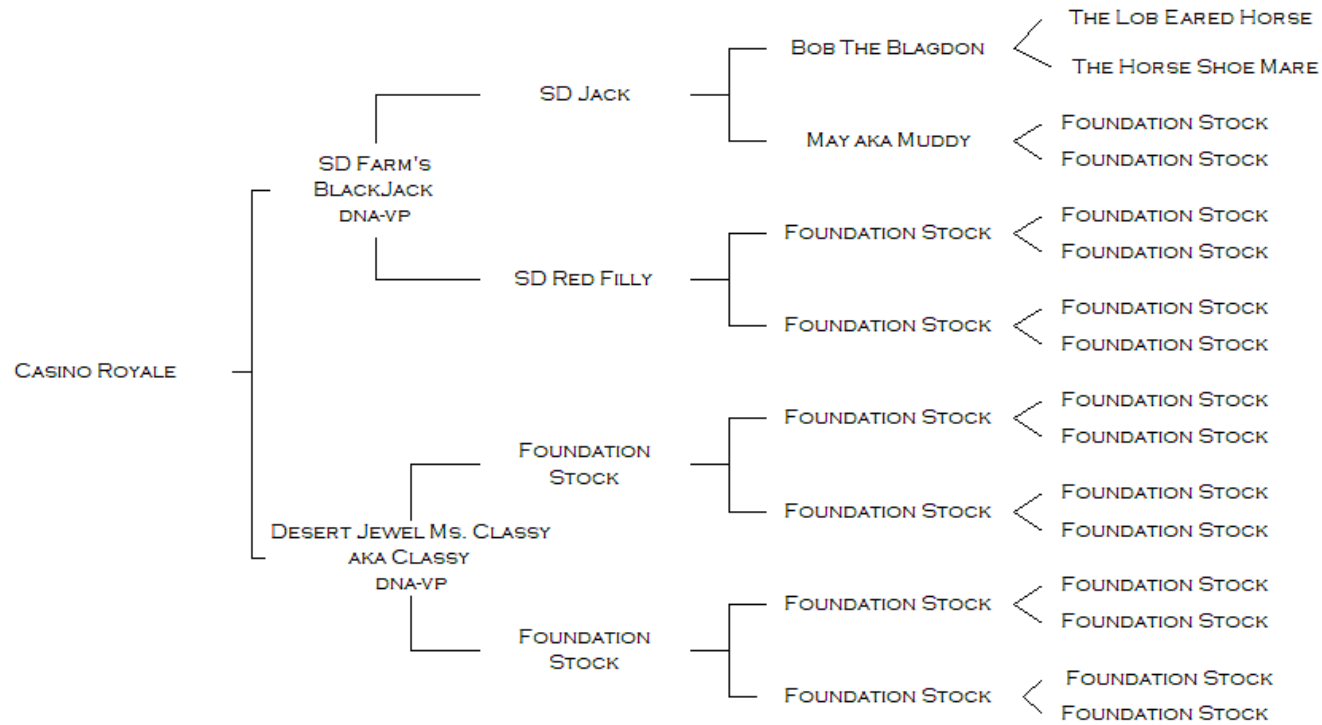 The Lob Eared Horse
Bob The Blagdon
The Horse Shoe Mare
SD Jack
May aka Muddy
Foundation Stock
Foundation Stock
SD Farm's
BlackJack
DNA-VP
SD Red Filly
Foundation Stock
Foundation Stock
Foundation Stock
Foundation Stock
Foundation Stock
Foundation Stock
Casino Royale
Desert Jewel Ms. Classy
aka Classy
DNA-VP
Foundation
Stock
Foundation Stock
Foundation Stock
Foundation Stock
Foundation Stock
Foundation Stock
Foundation Stock
Foundation
Stock
Foundation Stock
Foundation Stock
Foundation Stock
Foundation Stock
Foundation Stock
Foundation Stock